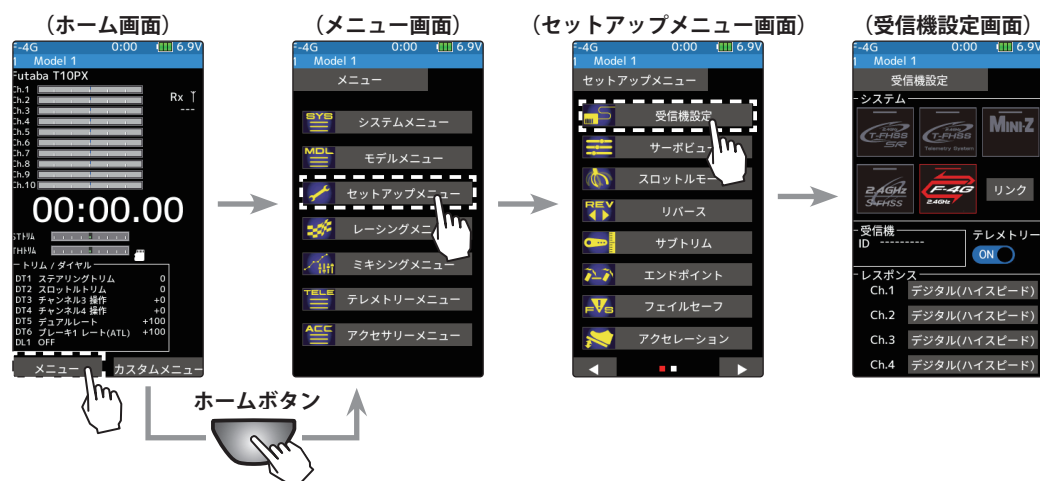 （ホーム画面）
F-4G 0:00 6.9V
1 Model 1
Futaba T10PX
Ch.1
Ch.2
Ch.3
Ch.4
Ch.5
Ch.6
Ch.7
Ch.8
Ch.9
Ch.10
Rx
---
00:00.00
STﾄﾘﾑ 5
THﾄﾘﾑ 5
トリム / ダイヤル
DT1 ステアリングトリム 0
DT2 スロットルトリム 0
DT3 チャンネル3 操作 +0
DT4 チャンネル4 操作 +0
DT5 デュアルレート +100
DT6 ブレーキ1 レート(ATL) +100
DL1 OFF
メニュー
カスタムメニュー
ホームボタン
（メニュー画面）
F-4G 0:00 6.9V
1 Model 1
メニュー
SYS システムメニュー
MDL モデルメニュー
セットアップメニュー
レーシングメニ
ミキシングメニュー
TELE テレメトリーメニュー
ACC アクセサリーメニュー
（セットアップメニュー画面）
F-4G 0:00 6.9V
1 Model 1
セットアップメニュー
受信機設定
サーボビュー
スロットルモー
REV リバース
サブトリム
エンドポイント
F/S フェイルセーフ
アクセレーション
（受信機設定画面）
F-4G 0:00 6.9V
1 Model 1
受信機設定
システム
2.4GHz T-FHSS SR
2.4GHz T-FHSS Telemetry System
MINI-Z
2.4GHz S-FHSS
F-4G 2.4GHz
リンク
受信機
ID ---------
テレメトリー
ON
レスポンス
Ch.1 デジタル(ハイスピード)
Ch.2 デジタル(ハイスピード)
Ch.3 デジタル(ハイスピード)
Ch.4 デジタル(ハイスピード)